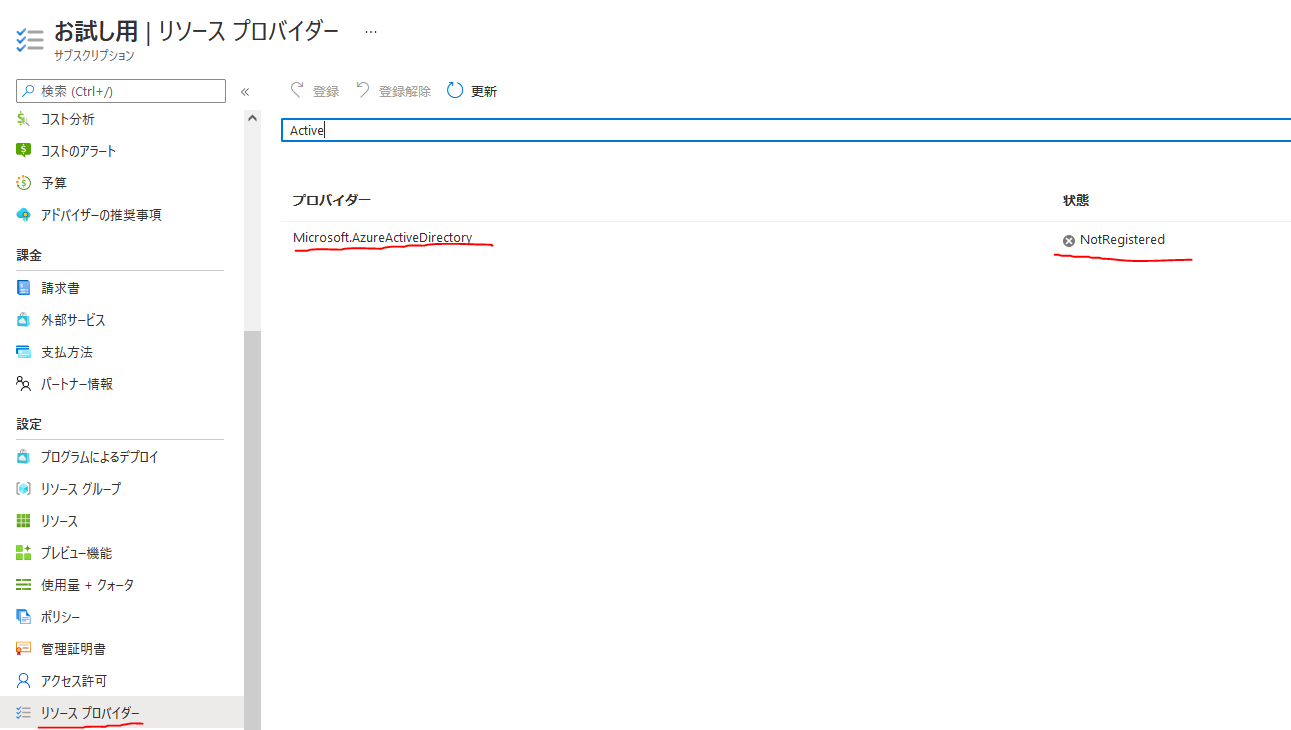 お試し用 | リソース プロバイダー ...
サブスクリプション
検索 (Ctrl+/)
«
コスト分析
コストのアラート
予算
アドバイザーの推奨事項
課金
請求書
外部サービス
支払方法
パートナー情報
設定
プログラムによるデプロイ
リソース グループ
リソース
プレビュー機能
使用量 + クォータ
ポリシー
管理証明書
アクセス許可
リソース プロバイダー
登録 登録解除 更新
Active
プロバイダー 状態
Microsoft.AzureActiveDirectory NotRegistered